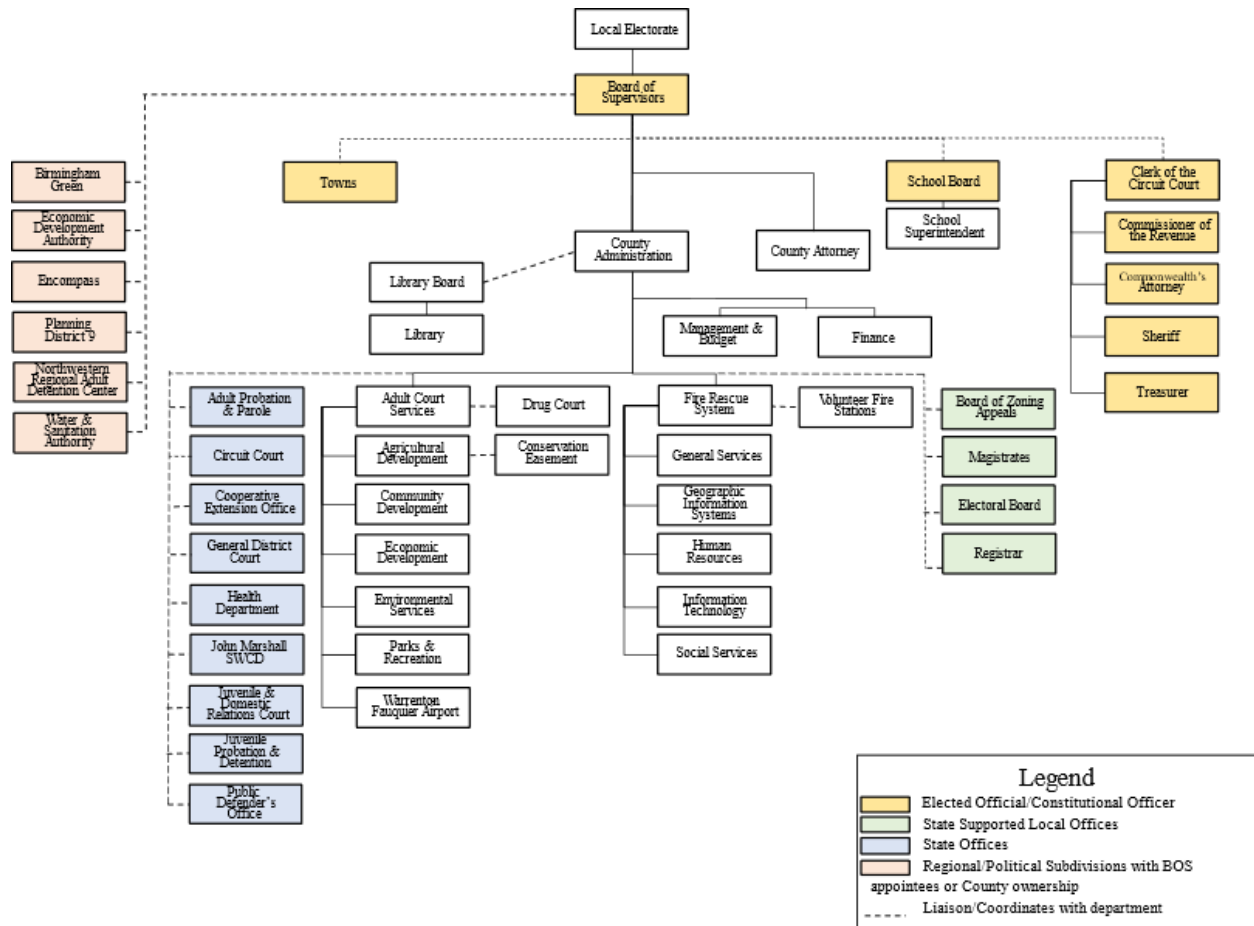 Local Electorate
Board of
Supervisors
Towns
School Board
School
Superintendent
Clerk of the
Circuit Court
Commissioner of
the Revenue
Commonwealth's
Attorney
Sheriff
Treasurer
Birmingham
Green
Economic
Development
Authority
Encompass
Planning
District 9
Northwestern
Regional Adult
Detention Center
Water &
Sanitation
Authority
County
Administration
County Attorney
Library Board
Library
Management &
Budget
Finance
Adult Probation
& Parole
Circuit Court
Cooperative
Extension Office
General District
Court
Health
Department
John Marshall
SWCD
Juvenile &
Domestic
Relations Court
Juvenile
Probation &
Detention
Public
Defender's
Office
Adult Court
Services
Drug Court
Agricultural
Development
Conservation
Easement
Community
Development
Economic
Development
Environmental
Services
Parks &
Recreation
Warrenton
Fauquier Airport
Fire Rescue
System
Volunteer Fire
Stations
General Services
Geographic
Information
Systems
Human
Resources
Information
Technology
Social Services
Board of Zoning
Appeals
Magistrates
Electoral Board
Registrar
Legend
Elected Official/Constitutional Officer
State Supported Local Offices
State Offices
Regional/Political Subdivisions with BOS
appointees or County ownership
Liaison/Coordinates with department